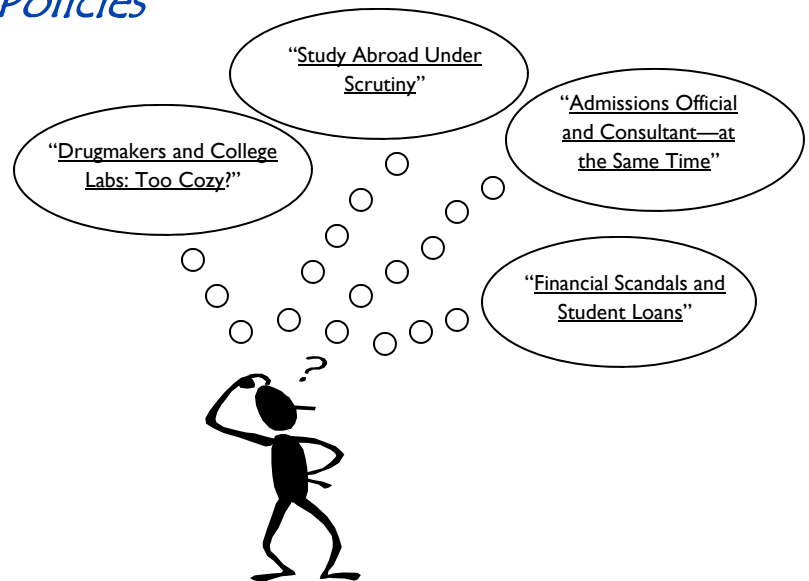 Policies
“Study Abroad Under
Scrutiny”
“Admissions Official
and Consultant—at
the Same Time”
“Drugmakers and College
Labs: Too Cozy?”
“Financial Scandals and
Student Loans”
?